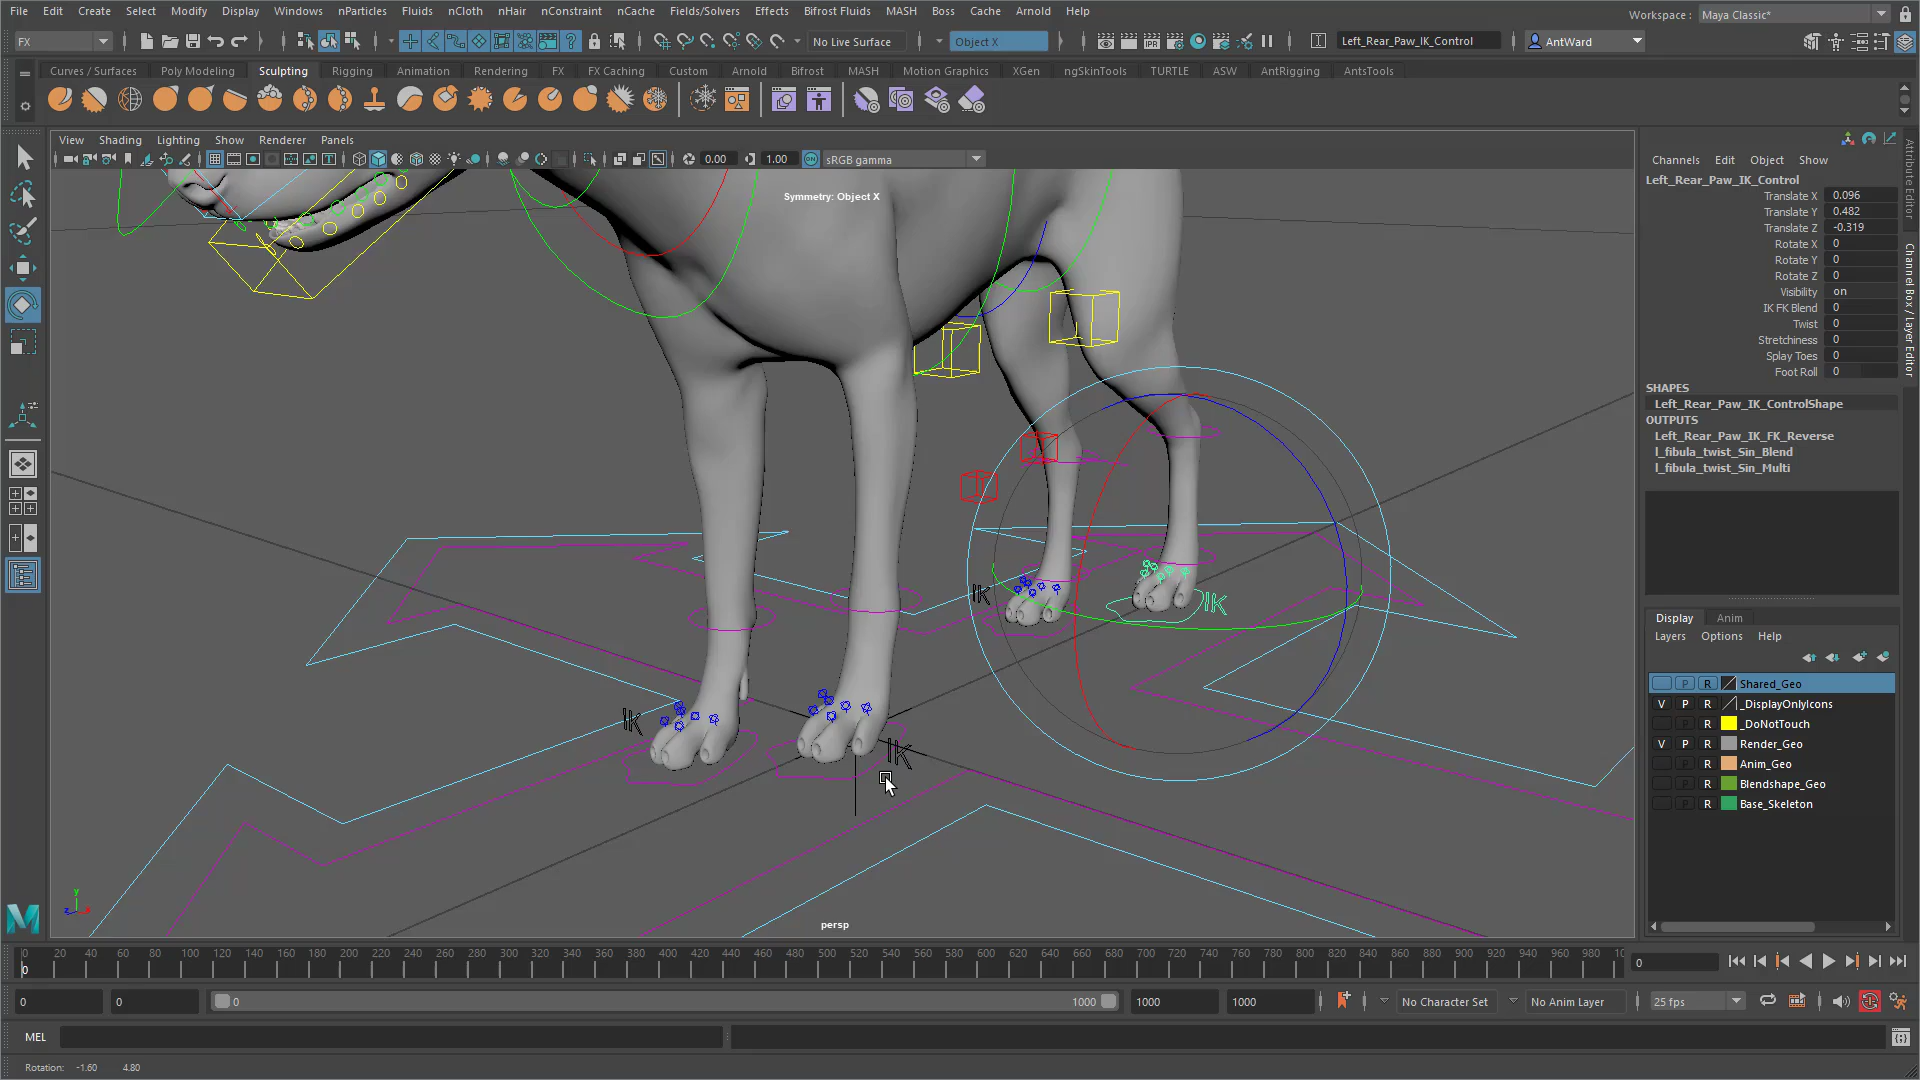 File Edit Create Select Modify Display Windows nParticles Fluids nCloth nHair nConstraint nCache Fields/Solvers Effects Bifrost Fluids MASH Boss Cache Arnold Help
Workspace : Maya Classic*
FX
No Live Surface
Object X
IPR
Left_Rear_Paw_IK_Control
AntWard
Curves / Surfaces Poly Modeling Sculpting Rigging Animation Rendering FX FX Caching Custom Arnold Bifrost MASH Motion Graphics XGen ngSkinTools TURTLE ASW AntRigging AntsTools
View Shading Lighting Show Renderer Panels
0.00 1.00 ON sRGB gamma
Symmetry: Object X
IK
IK
IK
IK
persp
y
z x
Channels Edit Object Show
Left_Rear_Paw_IK_Control
Translate X 0.096
Translate Y 0.482
Translate Z -0.319
Rotate X 0
Rotate Y 0
Rotate Z 0
Visibility on
IK FK Blend 0
Twist 0
Stretchiness 0
Splay Toes 0
Foot Roll 0
SHAPES
Left_Rear_Paw_IK_ControlShape
OUTPUTS
Left_Rear_Paw_IK_FK_Reverse
l_fibula_twist_Sin_Blend
l_fibula_twist_Sin_Multi
Attribute Editor
Channel Box / Layer Editor
Display Anim
Layers Options Help
P R Shared_Geo
V P R _DisplayOnlyIcons
P R _DoNotTouch
V P R Render_Geo
P R Anim_Geo
P R Blendshape_Geo
P R Base_Skeleton
0 20 40 60 80 100 120 140 160 180 200 220 240 260 280 300 320 340 360 380 400 420 440 460 480 500 520 540 560 580 600 620 640 660 680 700 720 740 760 780 800 820 840 860 880 900 920 940 960 980 10
0
0
0 0 0 1000 1000 1000
No Character Set
No Anim Layer
25 fps
MEL
Rotation: -1.60 4.80